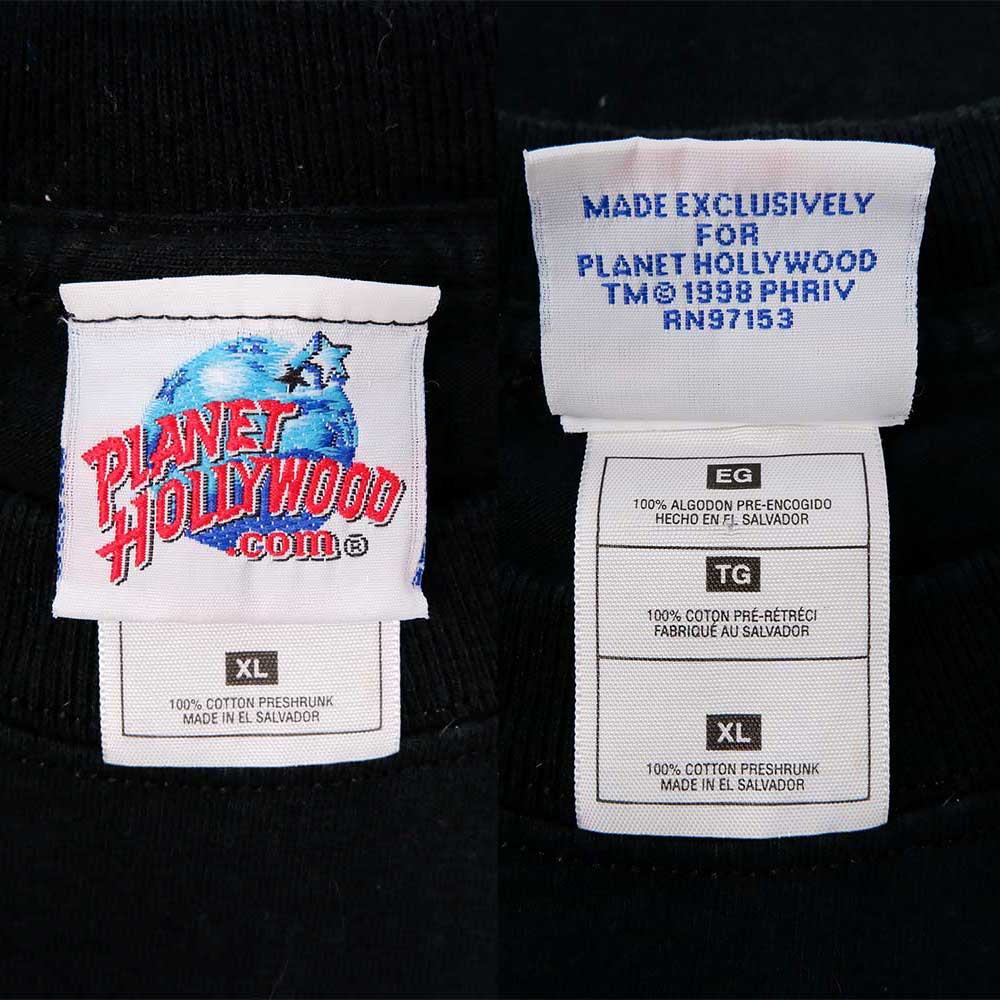 PLANET
HOLLYWOOD
.com®
XL
100% COTTON PRESHRUNK
MADE IN EL SALVADOR
MADE EXCLUSIVELY
FOR
PLANET HOLLYWOOD
TM© 1998 PHRIV
RN97153
EG
100% ALGODON PRE-ENCOGIDO
HECHO EN EL SALVADOR
TG
100% COTON PRÉ-RÉTRÉCI
FABRIQUÉ AU SALVADOR
XL
100% COTTON PRESHRUNK
MADE IN EL SALVADOR